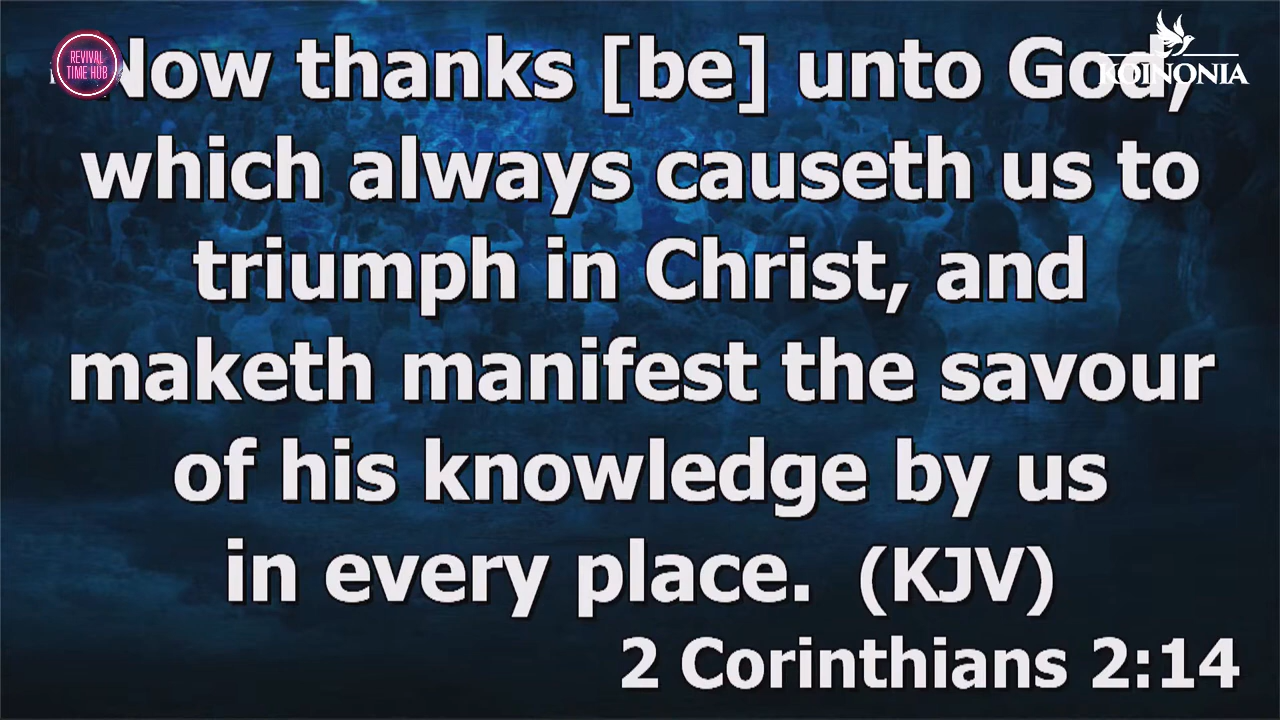 REVIVAL
TIME HUB
KOINONIA
Now thanks [be] unto God,
which always causeth us to
triumph in Christ, and
maketh manifest the savour
of his knowledge by us
in every place. (KJV)
2 Corinthians 2:14